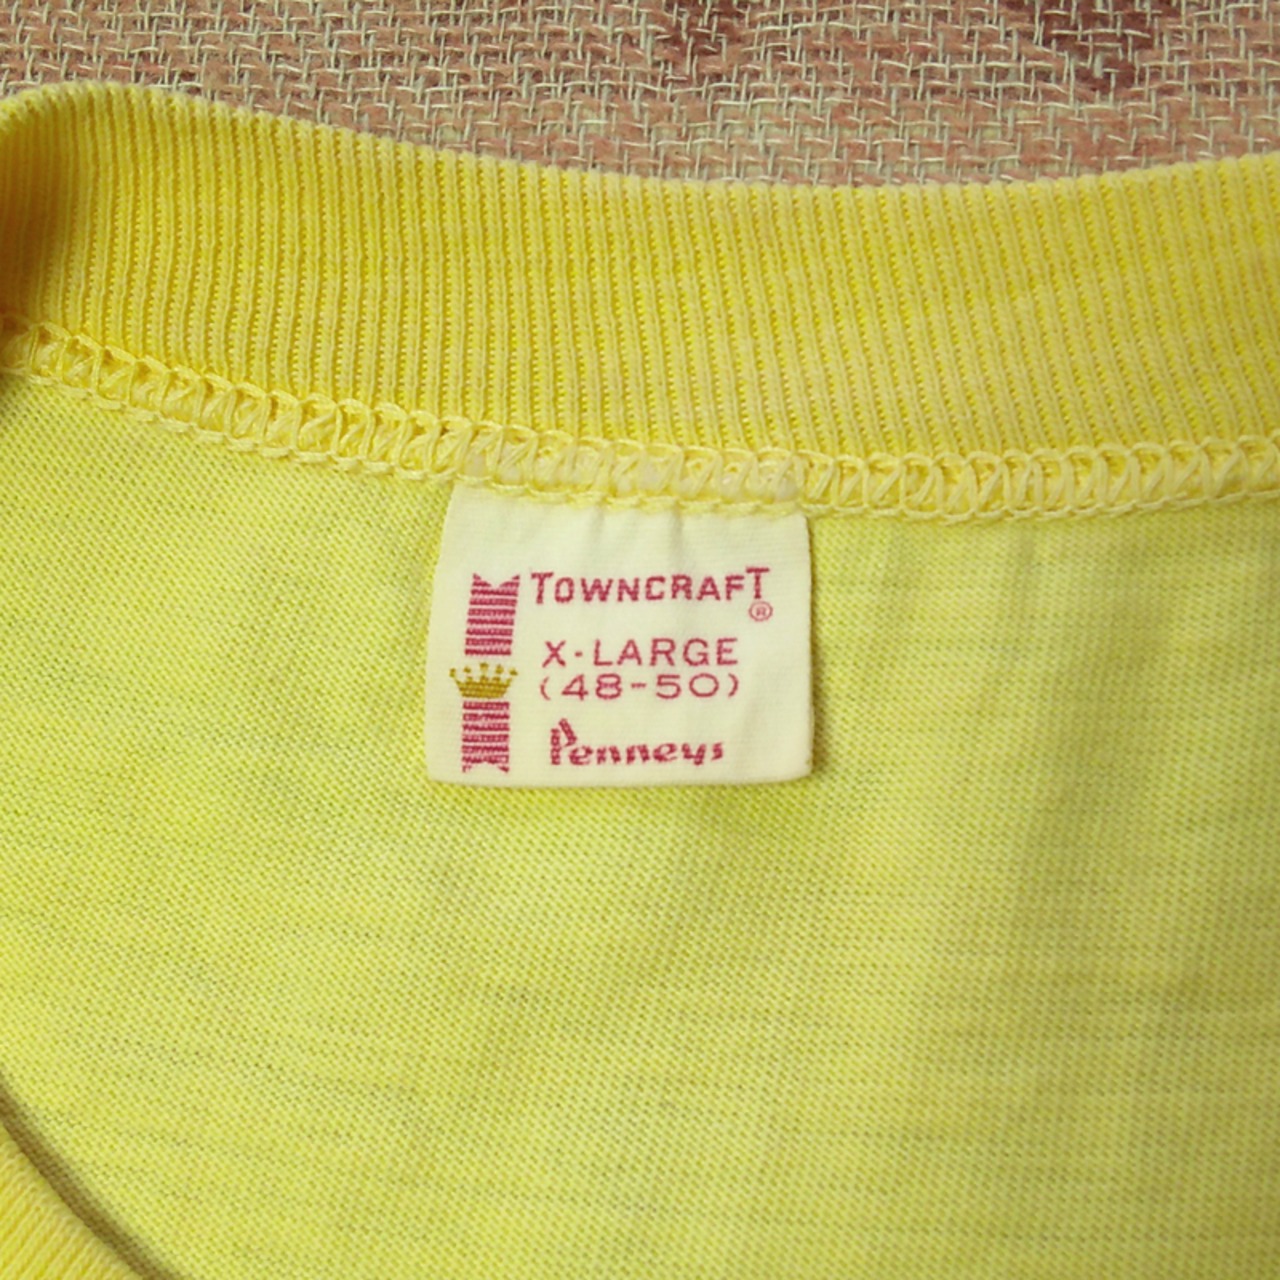 TOWNCRAFT®
X-LARGE
(48-50)
Penneys